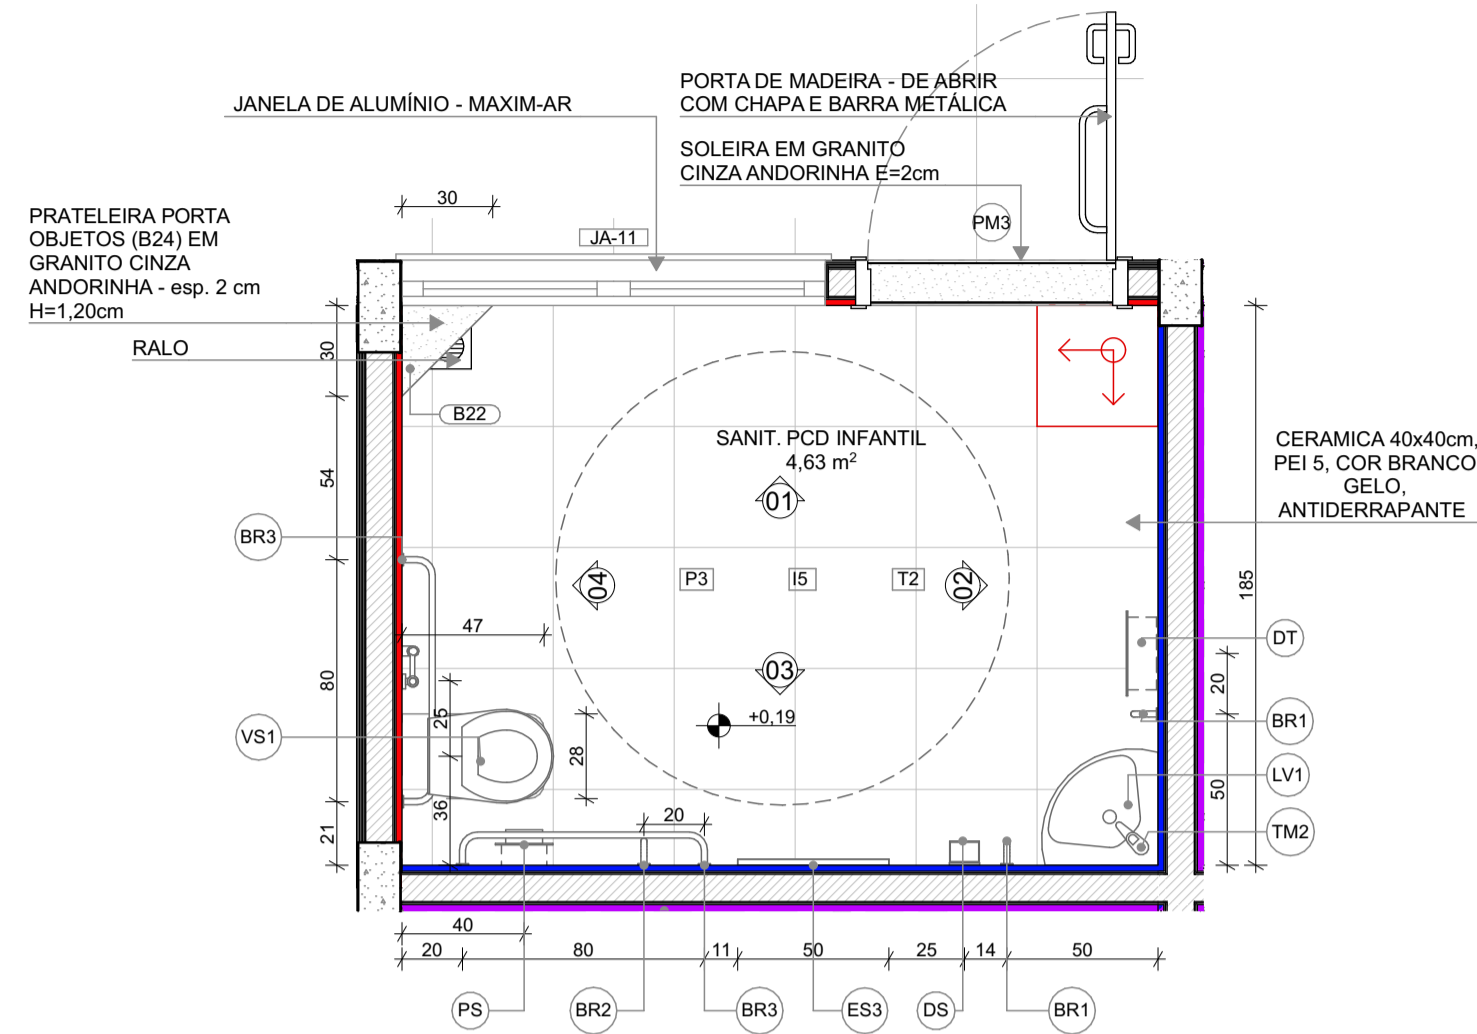 PORTA DE MADEIRA - DE ABRIR
COM CHAPA E BARRA METÁLICA
JANELA DE ALUMÍNIO - MAXIM-AR
SOLEIRA EM GRANITO
CINZA ANDORINHA E=2cm
30
PRATELEIRA PORTA
OBJETOS (B24) EM
GRANITO CINZA
ANDORINHA - esp. 2 cm
H=1,20cm
JA-11
PM3
RALO
30
B22
SANIT. PCD INFANTIL
4,63 m²
CERAMICA 40x40cm,
PEI 5, COR BRANCO
GELO,
ANTIDERRAPANTE
54
01
BR3
04
P3
I5
T2
02
185
47
DT
80
03
20
25
+0,19
BR1
VS1
28
LV1
50
36
20
21
TM2
40
20
80
11
50
25
14
50
PS
BR2
BR3
ES3
DS
BR1